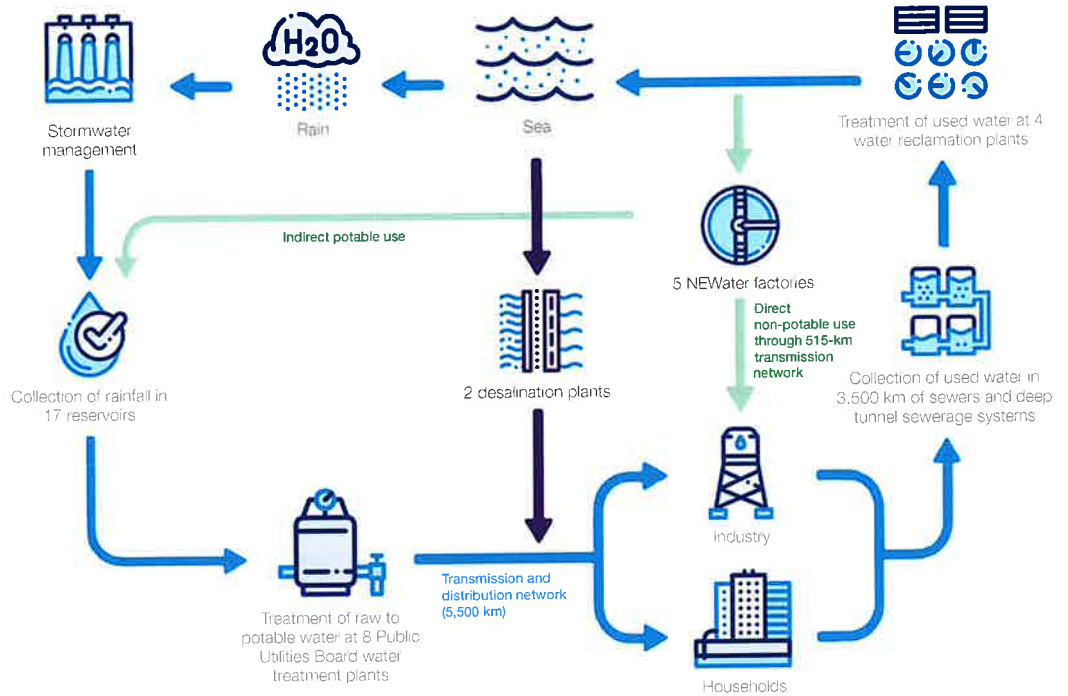 H2O
Stormwater
management
Rain
Sea
Treatment of used water at 4
water reclamation plants
Indirect potable use
5 NEWater factories
Direct
non-potable use
through 515-km
transmission
network
Collection of rainfall in
17 reservoirs
2 desalination plants
Collection of used water in
3,500 km of sewers and deep
tunnel sewerage systems
Industry
Transmission and
distribution network
(5,500 km)
Treatment of raw to
potable water at 8 Public
Utilities Board water
treatment plants
Households